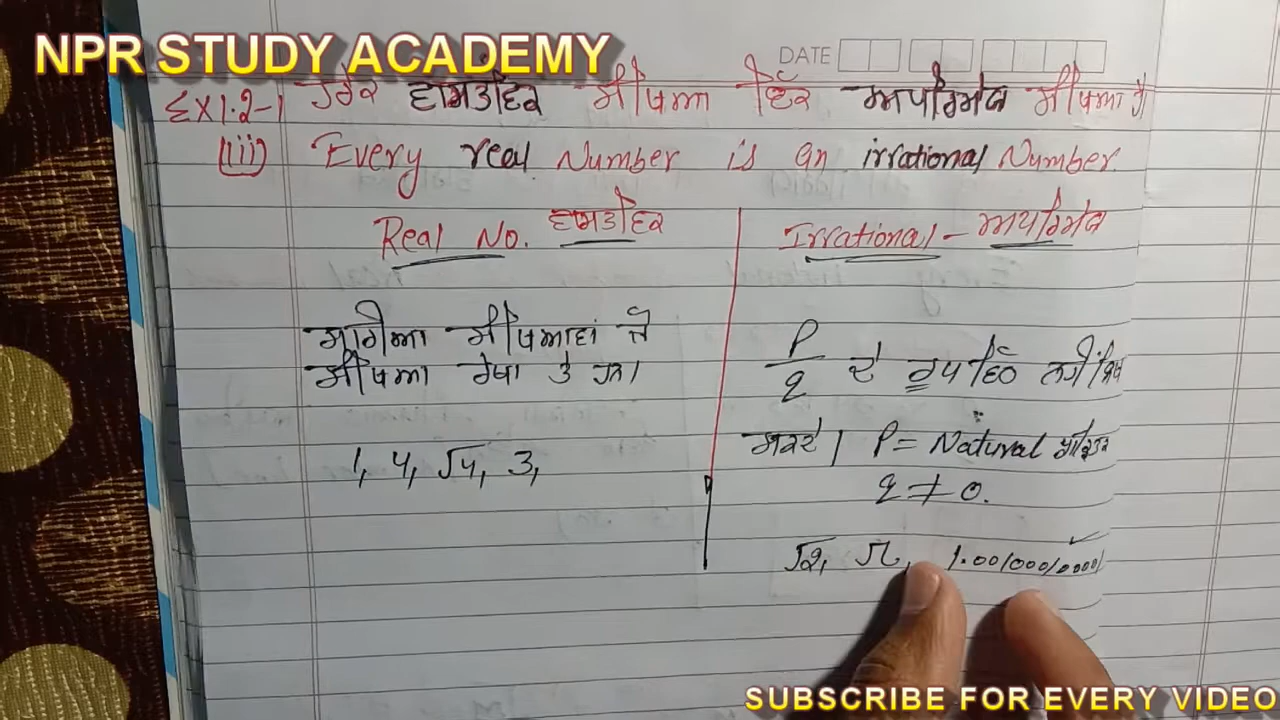 NPR STUDY ACADEMY
DATE
Ex 1.2-1 ਹਰੇਕ ਵਾਸਤਵਿਕ ਸੰਖਿਆ ਇੱਕ ਅਪਰਿਮੇਯ ਸੰਖਿਆ ਹੈ
(iii) Every real Number is an irrational Number.
Real No. ਵਾਸਤਵਿਕ
Irrational - ਅਪਰਿਮੇਯ
ਸਾਰੀਆਂ ਸੰਖਿਆਵਾਂ ਜੋ
ਸੰਖਿਆ ਰੇਖਾ ਤੇ ਹਨ।
1, 4, √4, 3,
P/q ਦੇ ਰੂਪ ਵਿੱਚ ਨਹੀਂ ਲਿਖ
ਸਕਦੇ। P = Natural
q ≠ 0.
√2, π, 1.001000100001
SUBSCRIBE FOR EVERY VIDEO